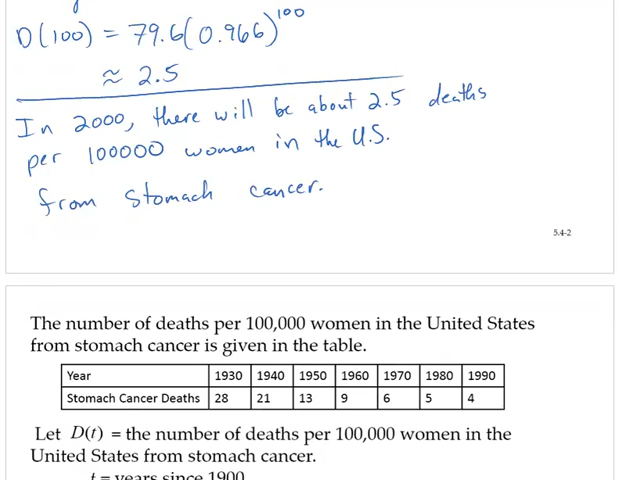 D(100) = 79.6(0.966)^100
≈ 2.5
In 2000, there will be about 2.5 deaths
per 100000 women in the U.S.
from stomach cancer.
5.4-2
The number of deaths per 100,000 women in the United States
from stomach cancer is given in the table.
Year 1930 1940 1950 1960 1970 1980 1990
Stomach Cancer Deaths 28 21 13 9 6 5 4
Let D(t) = the number of deaths per 100,000 women in the
United States from stomach cancer.
t = years since 1900